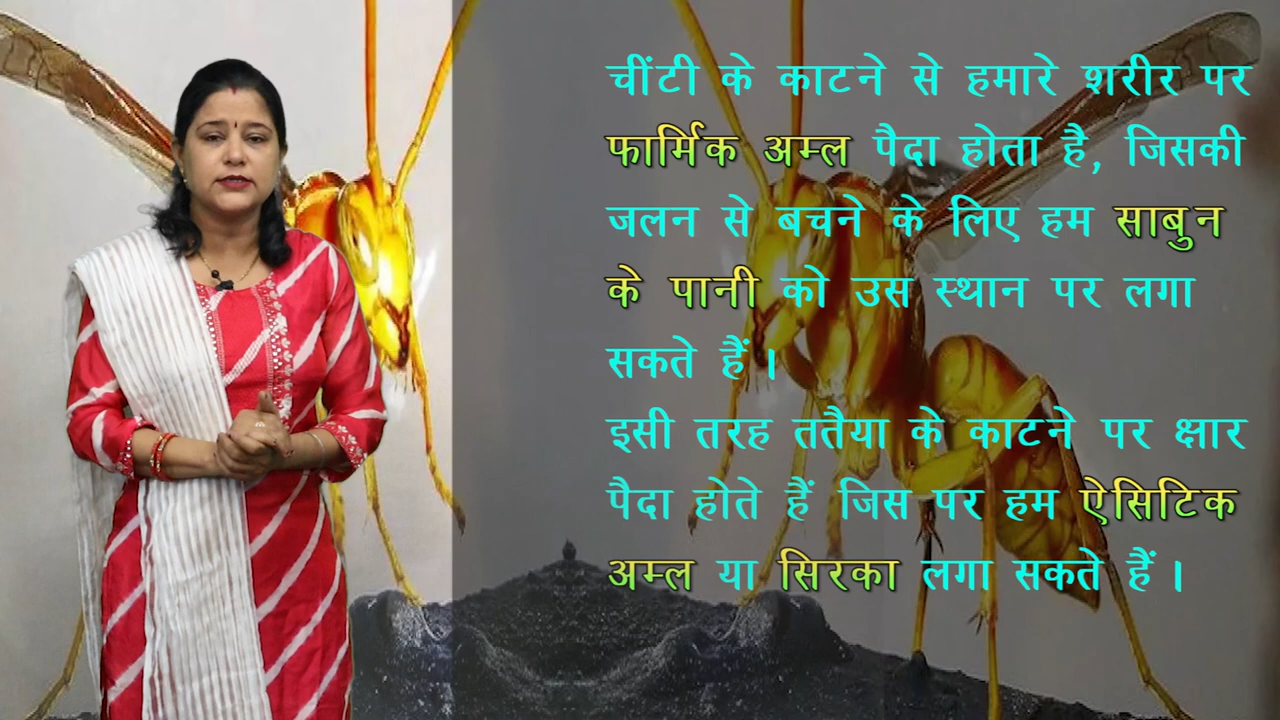 चींटी के काटने से हमारे शरीर पर
फार्मिक अम्ल पैदा होता है, जिसकी
जलन से बचने के लिए हम साबुन
के पानी को उस स्थान पर लगा
सकते हैं।
इसी तरह ततैया के काटने पर क्षार
पैदा होते हैं जिस पर हम ऐसिटिक
अम्ल या सिरका लगा सकते हैं।